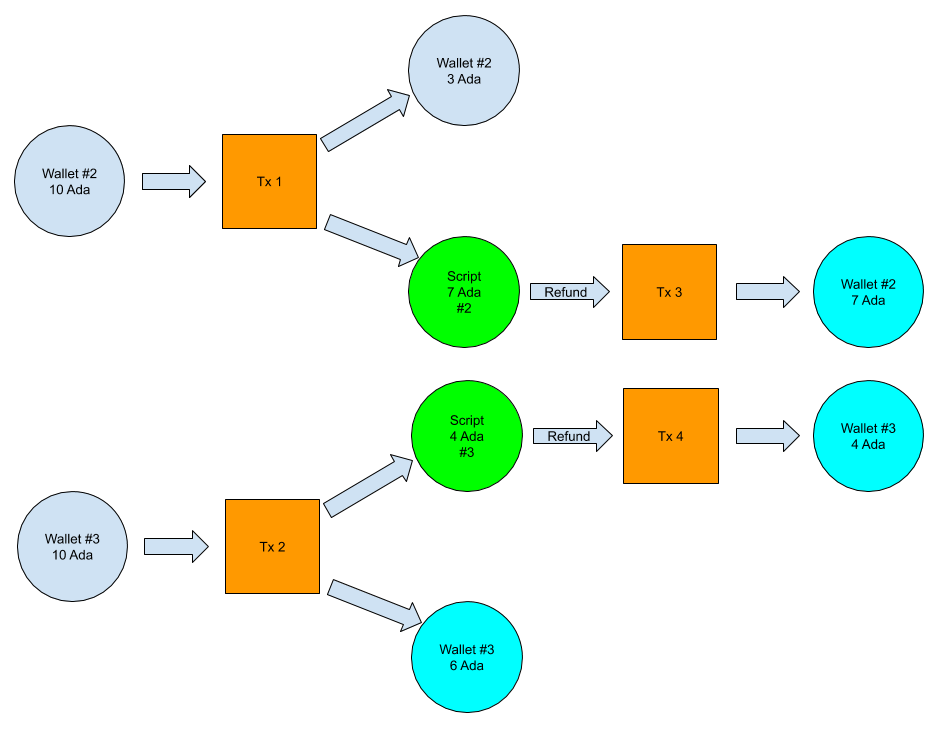 Wallet #2
3 Ada
Wallet #2
10 Ada
Tx 1
Script
7 Ada
#2
Refund
Tx 3
Wallet #2
7 Ada
Script
4 Ada
#3
Refund
Tx 4
Wallet #3
4 Ada
Wallet #3
10 Ada
Tx 2
Wallet #3
6 Ada